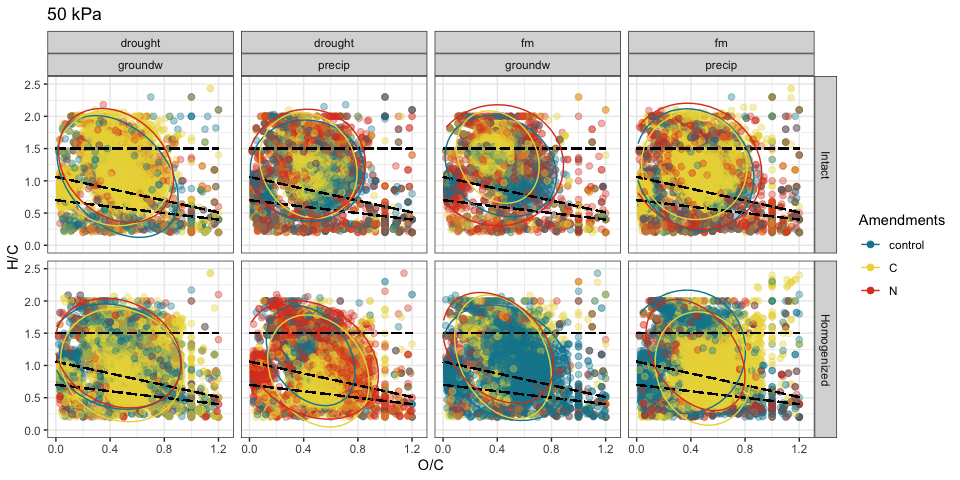 50 kPa
drought drought fm fm
groundw precip groundw precip
2.5
2.0
1.5
1.0
0.5
0.0
Intact
H/C
2.5
2.0
1.5
1.0
0.5
0.0
Homogenized
0.0 0.4 0.8 1.2 0.0 0.4 0.8 1.2 0.0 0.4 0.8 1.2 0.0 0.4 0.8 1.2
O/C
Amendments
control
C
N